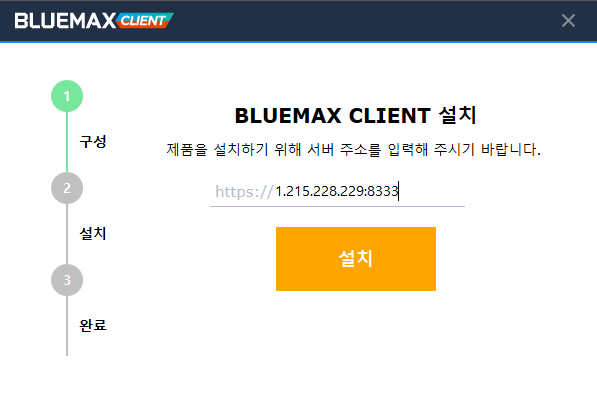 BLUEMAX CLIENT
1
구성
2
설치
3
완료
BLUEMAX CLIENT 설치
제품을 설치하기 위해 서버 주소를 입력해 주시기 바랍니다.
https://1.215.228.229:8333
설치